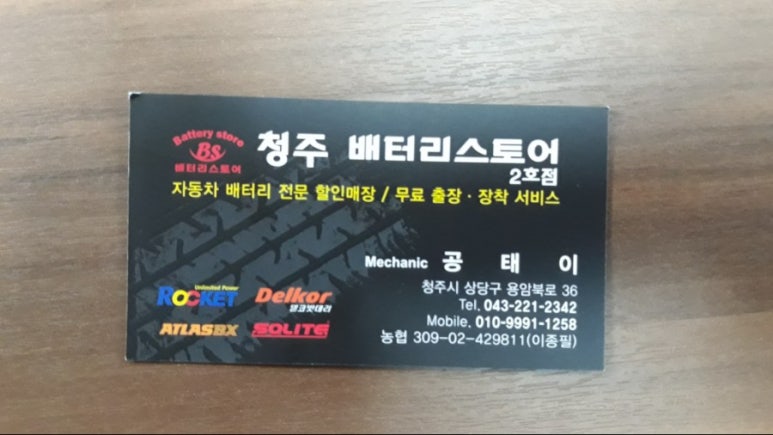 Battery store
BS
배터리스토어
청주 배터리스토어
2호점
자동차 배터리 전문 할인매장 / 무료 출장 · 장착 서비스
Mechanic 공 태 이
청주시 상당구 용암북로 36
Tel. 043-221-2342
Mobile. 010-9991-1258
농협 309-02-429811(이종필)
Unlimited Power
ROCKET
Delkor
델코밧데리
ATLASBX
SOLITE